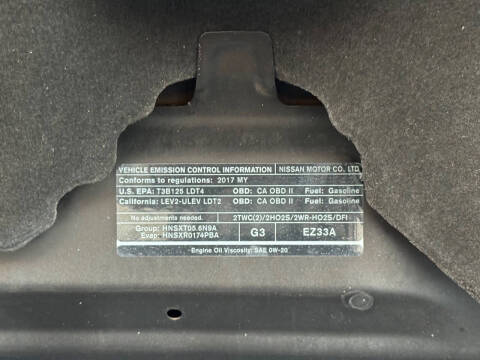 VEHICLE EMISSION CONTROL INFORMATION NISSAN MOTOR CO., LTD.
Conforms to regulations: 2017 MY
U.S. EPA: T3B125 LDT4 OBD: CA OBD II Fuel: Gasoline
California: LEV2-ULEV LDT2 OBD: CA OBD II Fuel: Gasoline
No adjustments needed. 2TWC(2)/2HO2S/2WR-HO2S/DFI
Group: HNSXT05.6N9A
Evap: HNSXR0174PBA
G3 EZ33A
Engine Oil Viscosity: SAE 0W-20